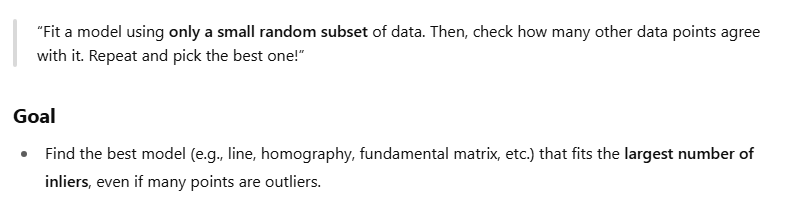 “Fit a model using only a small random subset of data. Then, check how many other data points agree
with it. Repeat and pick the best one!”
Goal
• Find the best model (e.g., line, homography, fundamental matrix, etc.) that fits the largest number of
inliers, even if many points are outliers.